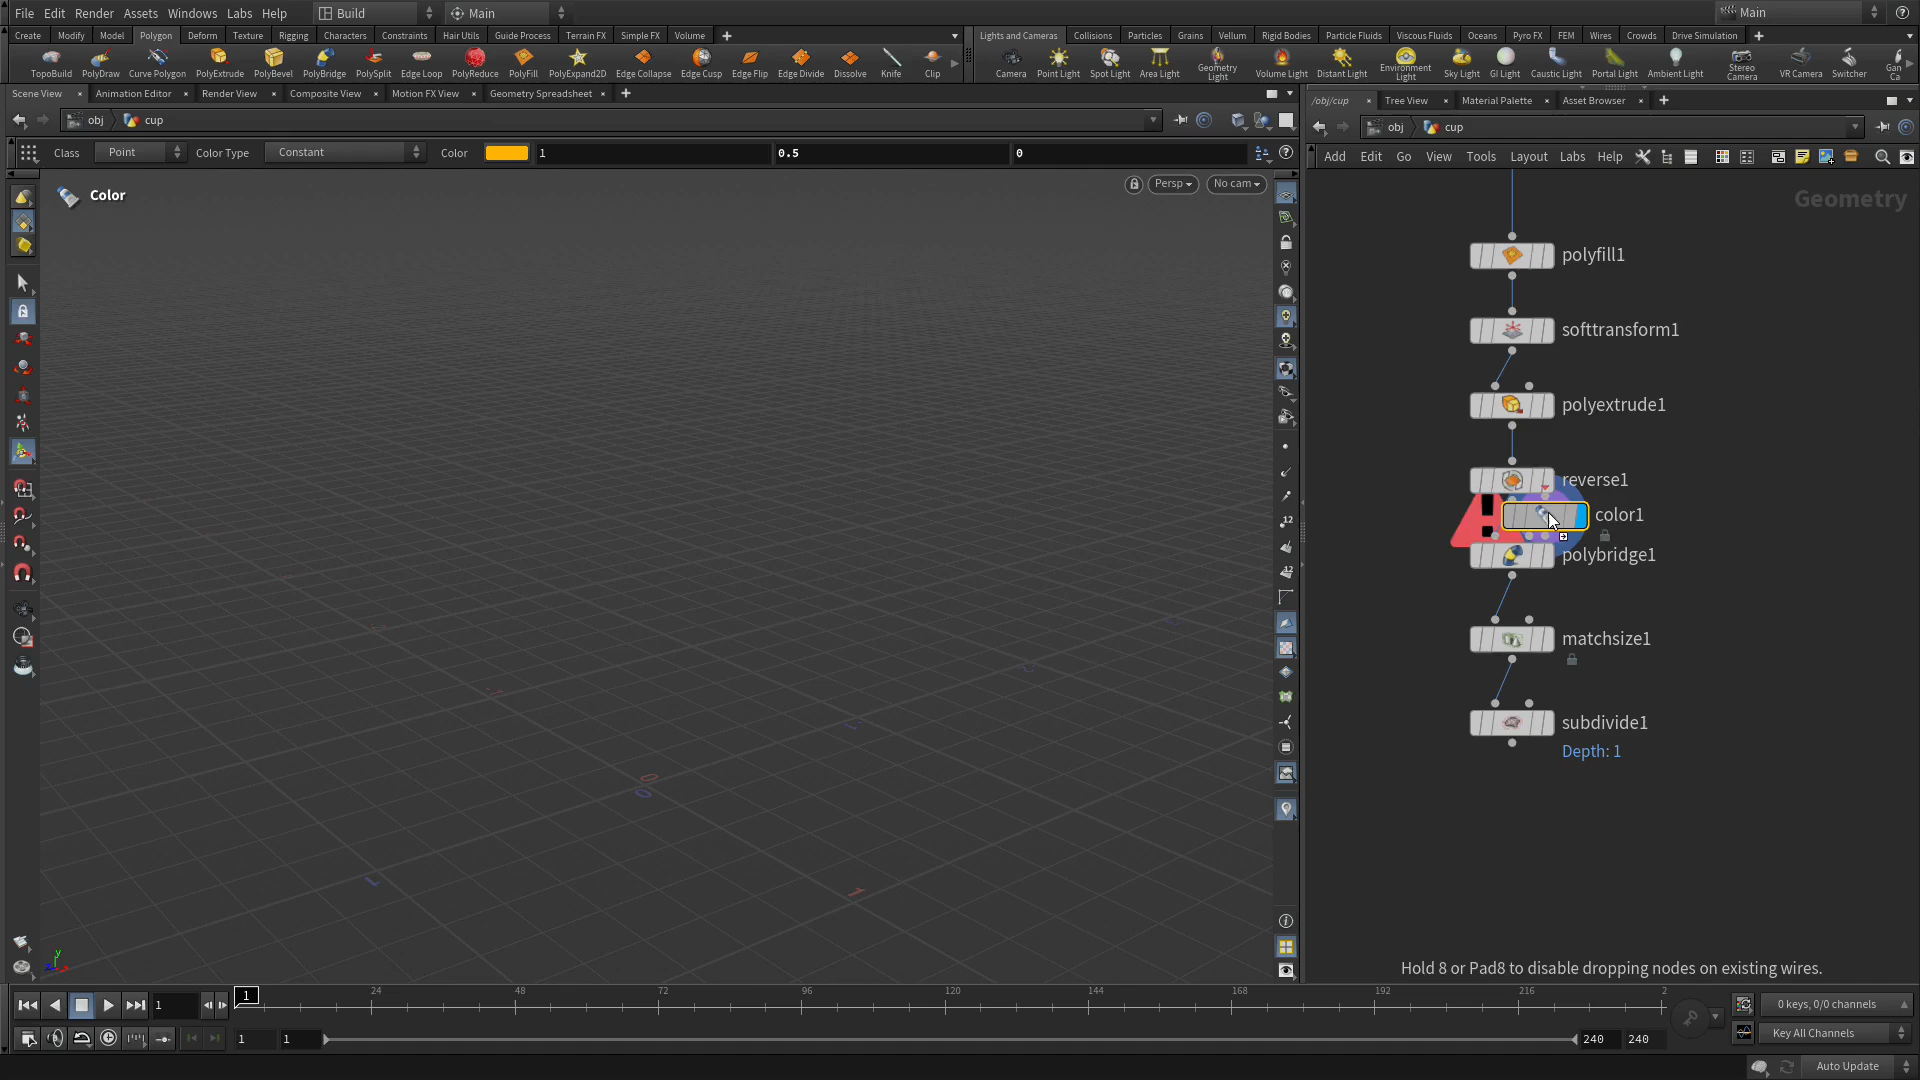 File Edit Render Assets Windows Labs Help Build Main Main
Create Modify Model Polygon Deform Texture Rigging Characters Constraints Hair Utils Guide Process Terrain FX Simple FX Volume
Lights and Cameras Collisions Particles Grains Vellum Rigid Bodies Particle Fluids Viscous Fluids Oceans Pyro FX FEM Wires Crowds Drive Simulation
TopoBuild PolyDraw Curve Polygon PolyExtrude PolyBevel PolyBridge PolySplit Edge Loop PolyReduce PolyFill PolyExpand2D Edge Collapse Edge Cusp Edge Flip Edge Divide Dissolve Knife Clip
Camera Point Light Spot Light Area Light Geometry Light Volume Light Distant Light Environment Light Sky Light GI Light Caustic Light Portal Light Ambient Light Stereo Camera VR Camera Switcher Gan Ca
Scene View Animation Editor Render View Composite View Motion FX View Geometry Spreadsheet
/obj/cup Tree View Material Palette Asset Browser
obj cup
obj cup
Class Point Color Type Constant Color 1 0.5 0
Add Edit Go View Tools Layout Labs Help
Color
Persp No cam
Geometry
polyfill1
softtransform1
polyextrude1
reverse1
color1
polybridge1
matchsize1
subdivide1
Depth: 1
12
12
0
0
1
1
y
Hold 8 or Pad8 to disable dropping nodes on existing wires.
1 1 24 48 72 96 120 144 168 192 216 2
0 keys, 0/0 channels
1 1 240 240
Key All Channels
Auto Update